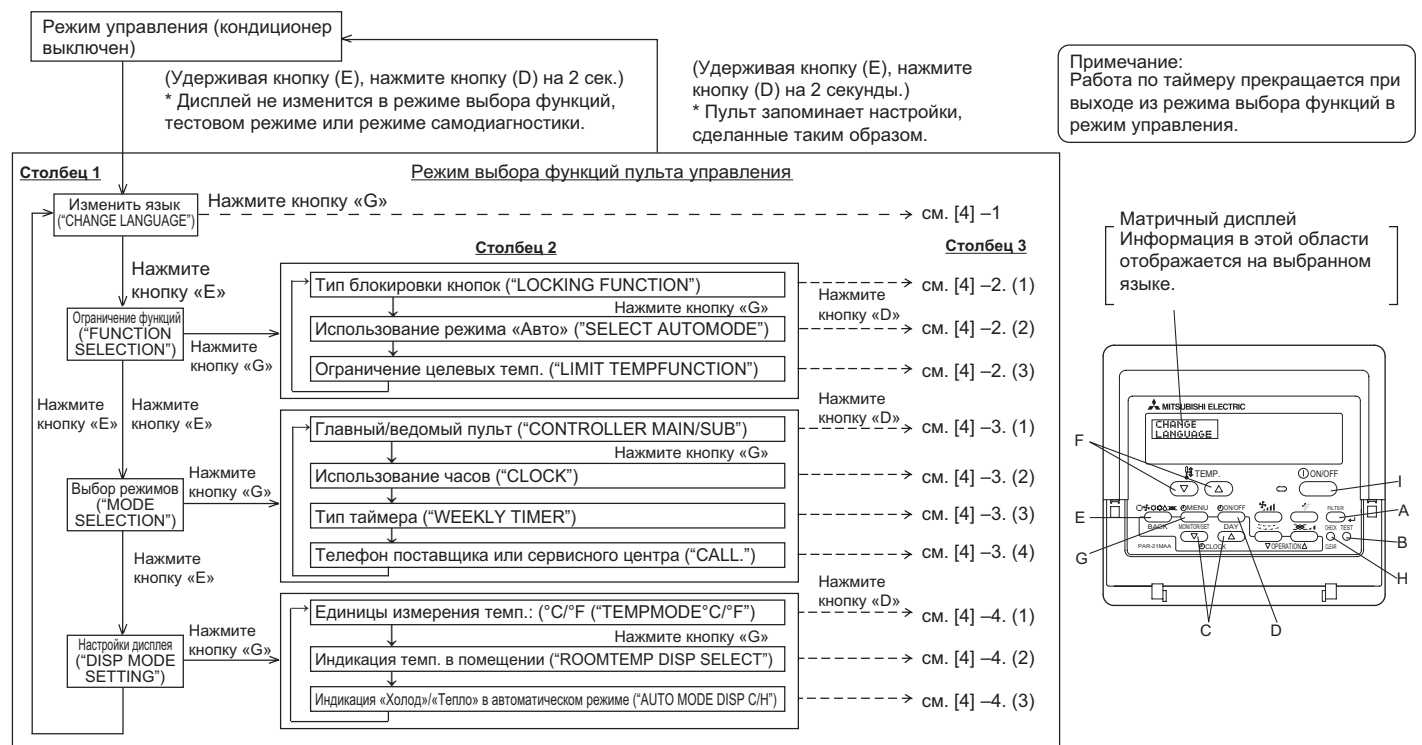 Режим управления (кондиционер
выключен)
(Удерживая кнопку (E), нажмите кнопку (D) на 2 сек.)
* Дисплей не изменится в режиме выбора функций,
тестовом режиме или режиме самодиагностики.
(Удерживая кнопку (E), нажмите
кнопку (D) на 2 секунды.)
* Пульт запоминает настройки,
сделанные таким образом.
Примечание:
Работа по таймеру прекращается при
выходе из режима выбора функций в
режим управления.
Столбец 1
Режим выбора функций пульта управления
Изменить язык
(“CHANGE LANGUAGE”)
Нажмите кнопку «G»
см. [4] –1
Столбец 2
Столбец 3
Нажмите
кнопку «E»
Ограничение функций
(“FUNCTION
SELECTION”)
Нажмите
кнопку «G»
Тип блокировки кнопок (“LOCKING FUNCTION”)
Нажмите кнопку «G»
Использование режима «Авто» (”SELECT AUTOMODE”)
Ограничение целевых темп. (“LIMIT TEMPFUNCTION”)
Нажмите
кнопку «D»
см. [4] –2. (1)
см. [4] –2. (2)
см. [4] –2. (3)
Нажмите
кнопку «E»
Нажмите
кнопку «E»
Выбор режимов
(“MODE
SELECTION”)
Нажмите
кнопку «G»
Главный/ведомый пульт (“CONTROLLER MAIN/SUB”)
Нажмите кнопку «G»
Использование часов (“CLOCK”)
Тип таймера (“WEEKLY TIMER”)
Телефон поставщика или сервисного центра (“CALL.”)
Нажмите
кнопку «D»
см. [4] –3. (1)
см. [4] –3. (2)
см. [4] –3. (3)
см. [4] –3. (4)
Нажмите
кнопку «E»
Настройки дисплея
(“DISP MODE
SETTING”)
Нажмите
кнопку «G»
Единицы измерения темп.: (°C/°F (“TEMPMODE°C/°F”)
Нажмите кнопку «G»
Индикация темп. в помещении (“ROOMTEMP DISP SELECT”)
Индикация «Холод»/«Тепло» в автоматическом режиме (“AUTO MODE DISP C/H”)
Нажмите
кнопку «D»
см. [4] –4. (1)
см. [4] –4. (2)
см. [4] –4. (3)
Матричный дисплей
Информация в этой области
отображается на выбранном
языке.
MITSUBISHI ELECTRIC
CHANGE
LANGUAGE
TEMP.
ON/OFF
MENU
ON/OFF
FILTER
BACK
MONITOR/SET
DAY
CHECK TEST
PAR-21MAA
CLOCK
OPERATION
CLEAR
F
E
G
C
D
I
A
B
H